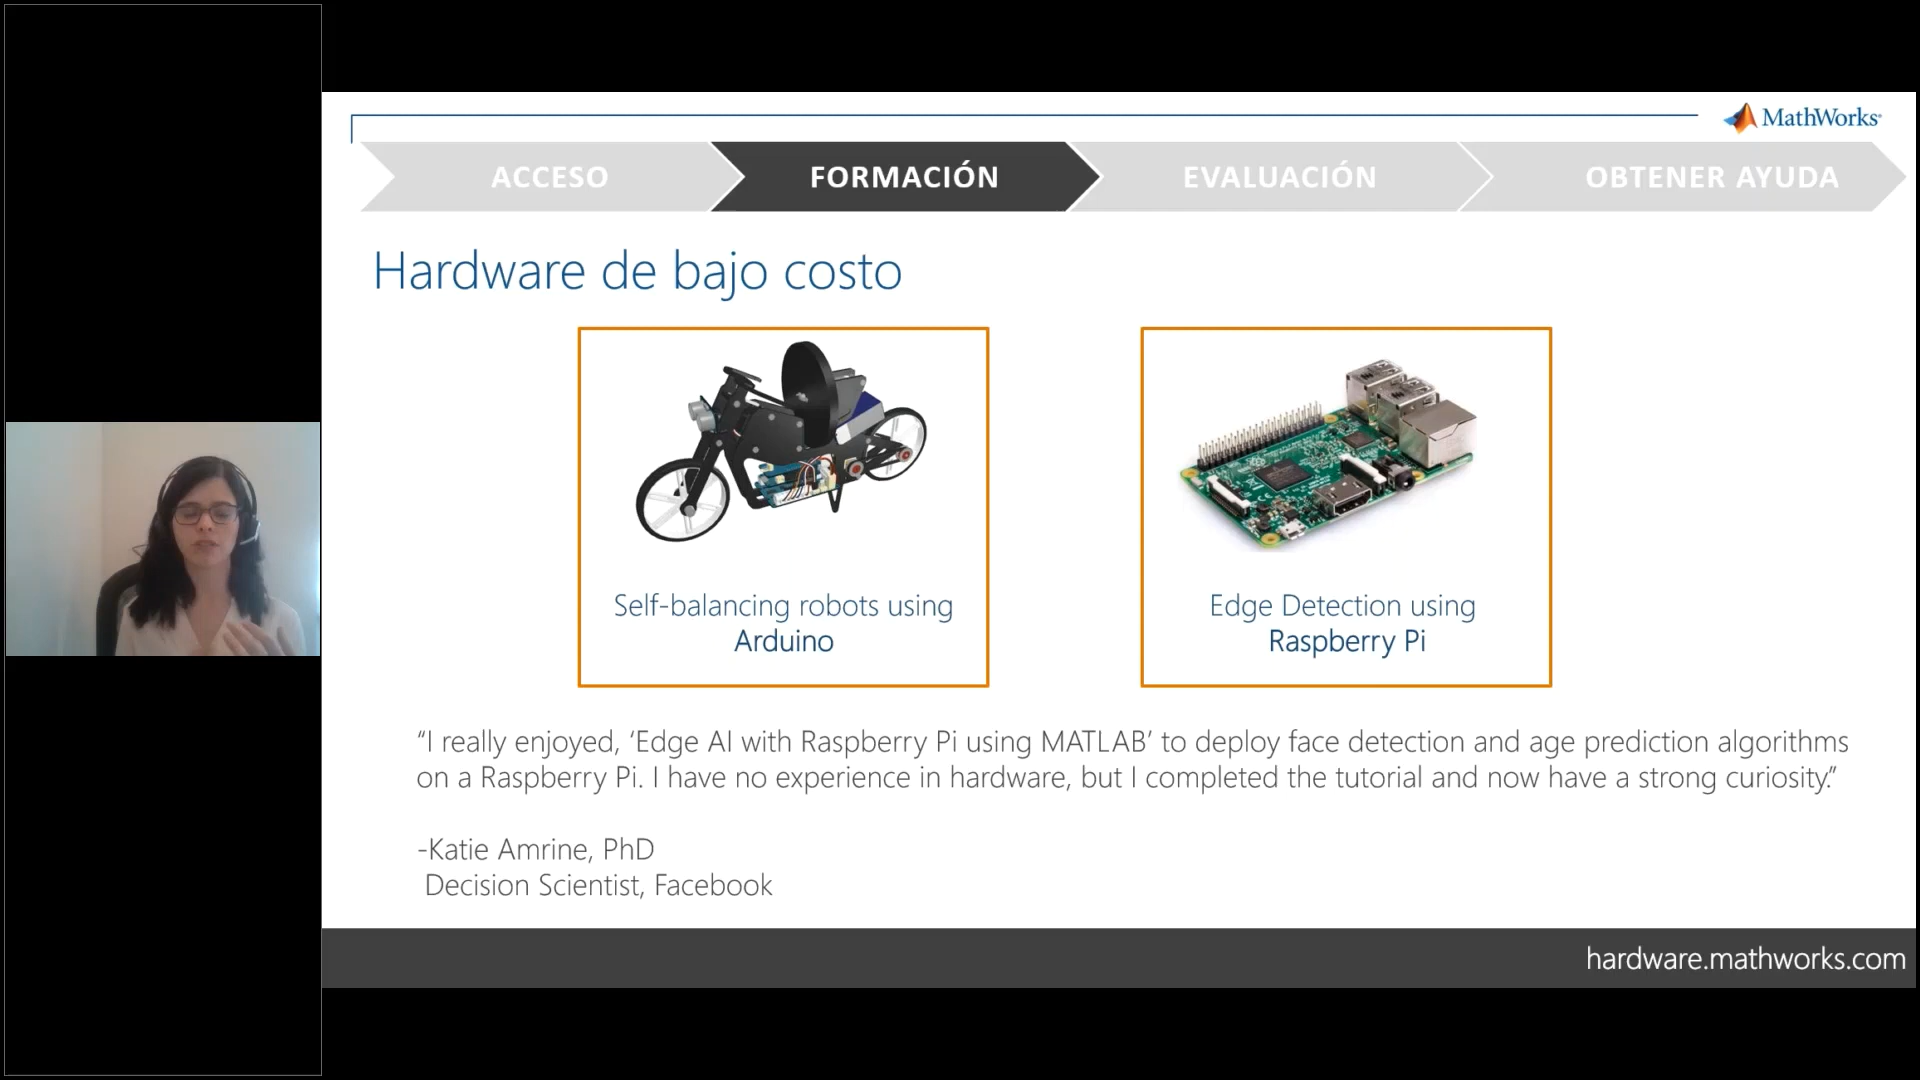 MathWorks
ACCESO
FORMACIÓN
EVALUACIÓN
OBTENER AYUDA
Hardware de bajo costo
Self-balancing robots using
Arduino
Edge Detection using
Raspberry Pi
“I really enjoyed, ‘Edge AI with Raspberry Pi using MATLAB’ to deploy face detection and age prediction algorithms
on a Raspberry Pi. I have no experience in hardware, but I completed the tutorial and now have a strong curiosity.”
-Katie Amrine, PhD
Decision Scientist, Facebook
hardware.mathworks.com